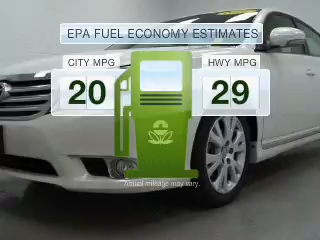 EPA FUEL ECONOMY ESTIMATES
CITY MPG
HWY MPG
20
29
Actual mileage may vary.